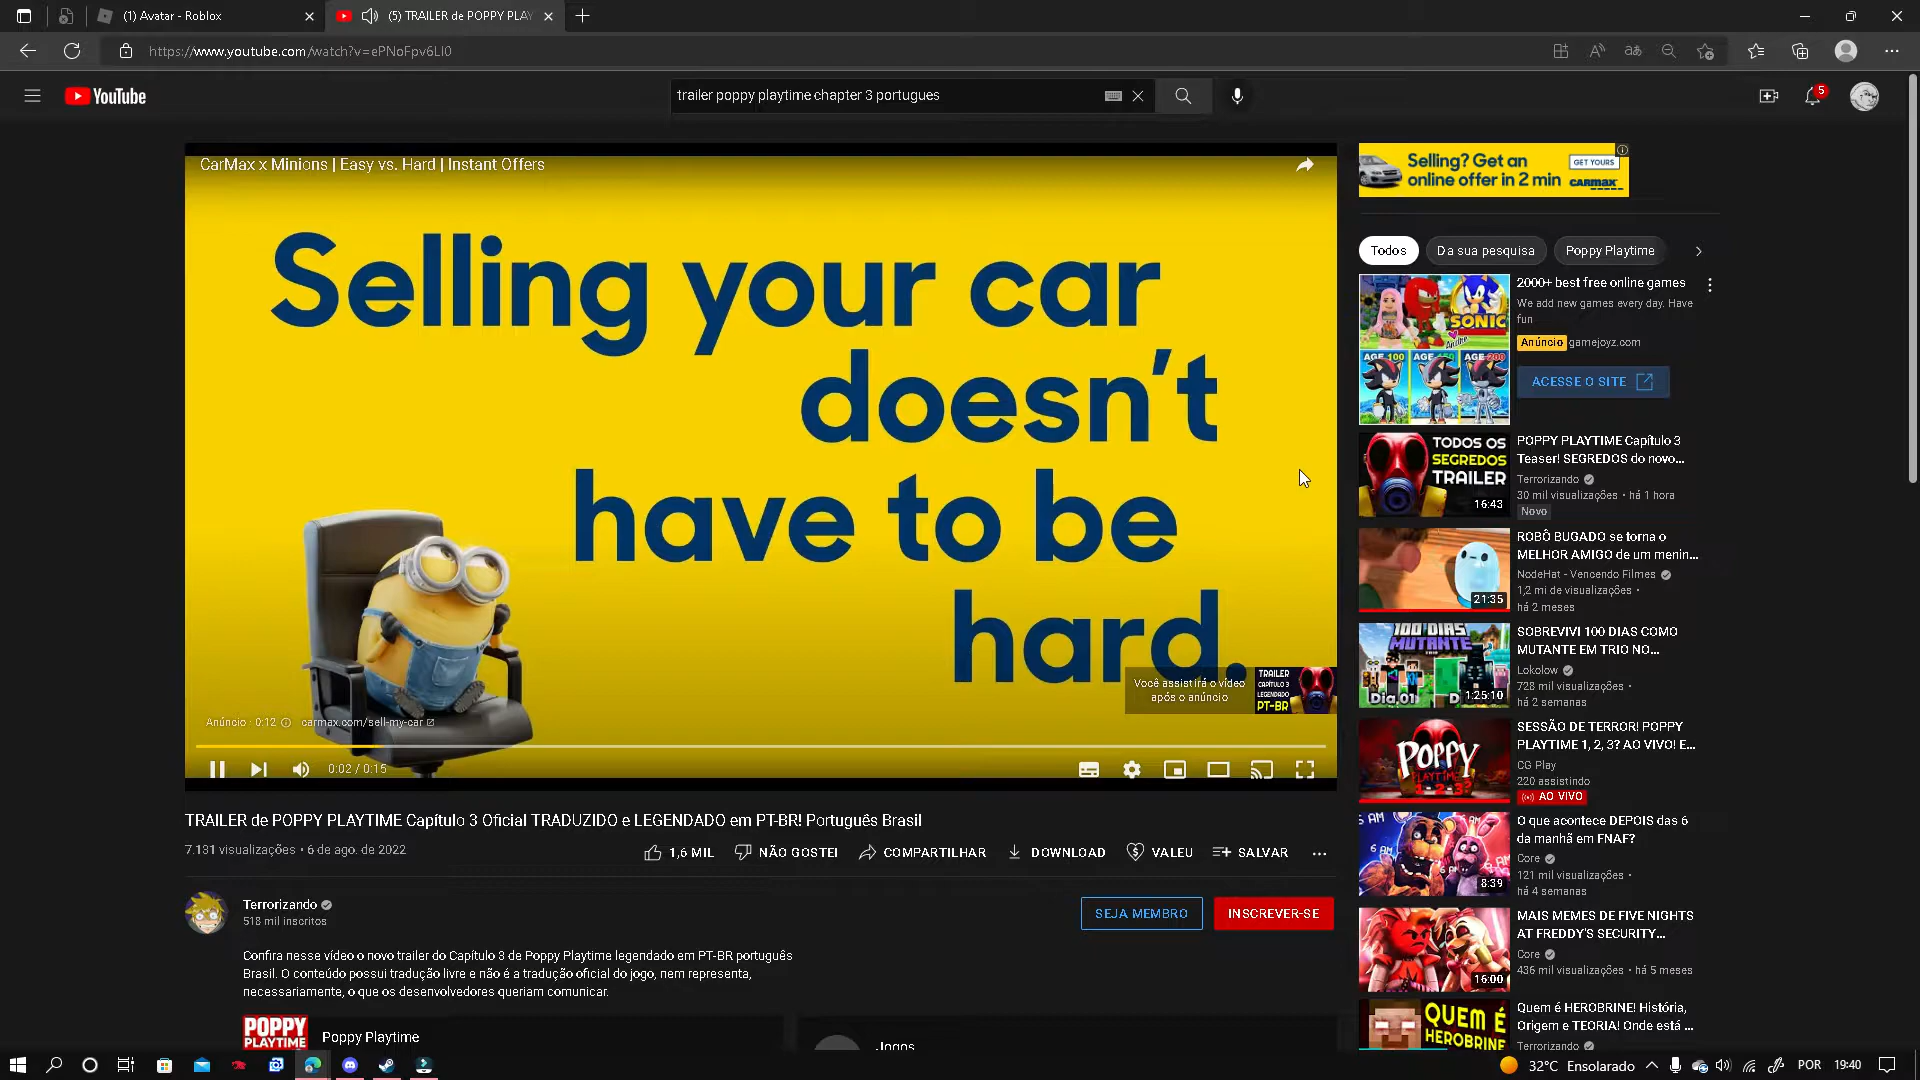 (1) Avatar - Roblox
(5) TRAILER de POPPY PLAY
https://www.youtube.com/watch?v=ePNoFpv6LI0
YouTube
trailer poppy playtime chapter 3 portugues
5
CarMax x Minions | Easy vs. Hard | Instant Offers
Selling your car
doesn't
have to be
hard.
Você assistirá o vídeo
após o anúncio
TRAILER
CAPÍTULO 3
LEGENDADO
PT-BR
Anúncio · 0:12
carmax.com/sell-my-car
0:02 / 0:15
TRAILER de POPPY PLAYTIME Capítulo 3 Oficial TRADUZIDO e LEGENDADO em PT-BR! Português Brasil
7.131 visualizações • 6 de ago. de 2022
1,6 MIL
NÃO GOSTEI
COMPARTILHAR
DOWNLOAD
VALEU
SALVAR
Terrorizando
518 mil inscritos
SEJA MEMBRO
INSCREVER-SE
Confira nesse vídeo o novo trailer do Capítulo 3 de Poppy Playtime legendado em PT-BR português
Brasil. O conteúdo possui tradução livre e não é a tradução oficial do jogo, nem representa,
necessariamente, o que os desenvolvedores queriam comunicar.
POPPY
PLAYTIME
Poppy Playtime
Jogos
Selling? Get an
online offer in 2 min
GET YOURS
CARMAX
Todos
Da sua pesquisa
Poppy Playtime
SONIC
AGE 100
AGE
AGE 200
2000+ best free online games
We add new games every day. Have
fun
Anúncio gamejoyz.com
ACESSE O SITE
TODOS OS
SEGREDOS
TRAILER
16:43
POPPY PLAYTIME Capítulo 3
Teaser! SEGREDOS do novo...
Terrorizando
30 mil visualizações • há 1 hora
Novo
21:35
ROBÔ BUGADO se torna o
MELHOR AMIGO de um menin...
NodeHat - Vencendo Filmes
1,2 mi de visualizações •
há 2 meses
100 DIAS
MUTANTE
Dia,01
1:25:10
SOBREVIVI 100 DIAS COMO
MUTANTE EM TRIO NO...
Lokolow
728 mil visualizações •
há 2 semanas
POPPY
PLAYTIME
1, 2, 3?
SESSÃO DE TERROR! POPPY
PLAYTIME 1, 2, 3? AO VIVO! E...
CG Play
220 assistindo
AO VIVO
6 AM
8:39
O que acontece DEPOIS das 6
da manhã em FNAF?
Core
121 mil visualizações •
há 4 semanas
16:00
MAIS MEMES DE FIVE NIGHTS
AT FREDDY'S SECURITY...
Core
436 mil visualizações • há 5 meses
QUEM É
HEROBRINE
Quem é HEROBRINE! História,
Origem e TEORIA! Onde está ...
Terrorizando
32°C Ensolarado
POR
19:40